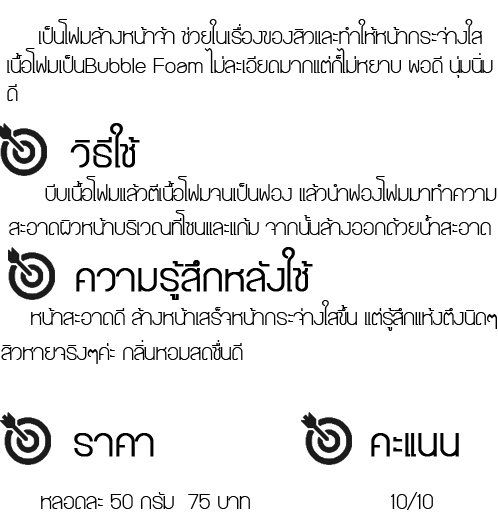 เป็นโฟมล้างหน้าจ้า ช่วยในเรื่องของสิวและทำให้หน้ากระจ่างใส
เนื้อโฟมเป็นBubble Foam ไม่ละเอียดมากแต่ก็ไม่หยาบ พอดี นุ่มนิ่ม
ดี
วิธีใช้
บีบเนื้อโฟมแล้วตีเนื้อโฟมจนเป็นฟอง แล้วนำฟองโฟมมาทำความ
สะอาดผิวหน้าบริเวณทีโซนและแก้ม จากนั้นล้างออกด้วยน้ำสะอาด
ความรู้สึกหลังใช้
หน้าสะอาดดี ล้างหน้าเสร็จหน้ากระจ่างใสขึ้น แต่รู้สึกแห้งตึงนิดๆ
สิวหายจริงๆค่ะ กลิ่นหอมสดชื่นดี
ราคา
คะแนน
หลอดละ 50 กรัม 75 บาท
10/10